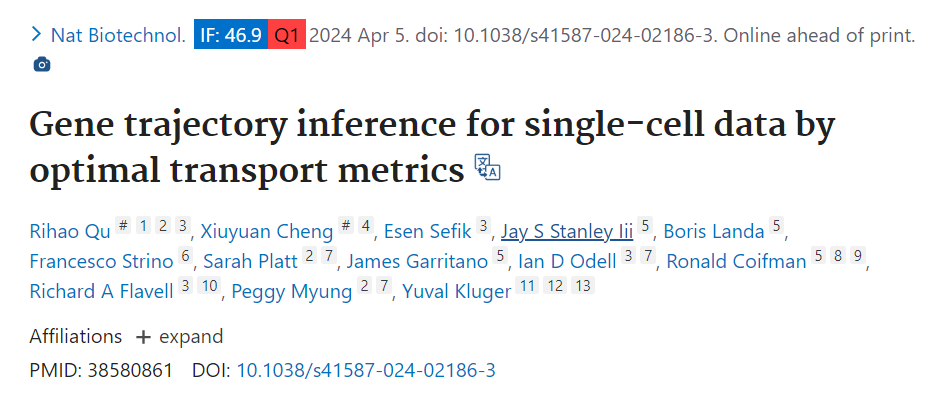 Nat Biotechnol. IF: 46.9 Q1 2024 Apr 5. doi: 10.1038/s41587-024-02186-3. Online ahead of print.
Gene trajectory inference for single-cell data by
optimal transport metrics
Rihao Qu # 1 2 3, Xiuyuan Cheng # 4, Esen Sefik 3, Jay S Stanley Iii 5, Boris Landa 5,
Francesco Strino 6, Sarah Platt 2 7, James Garritano 5, Ian D Odell 3 7, Ronald Coifman 5 8 9,
Richard A Flavell 3 10, Peggy Myung 2 7, Yuval Kluger 11 12 13
Affiliations + expand
PMID: 38580861 DOI: 10.1038/s41587-024-02186-3